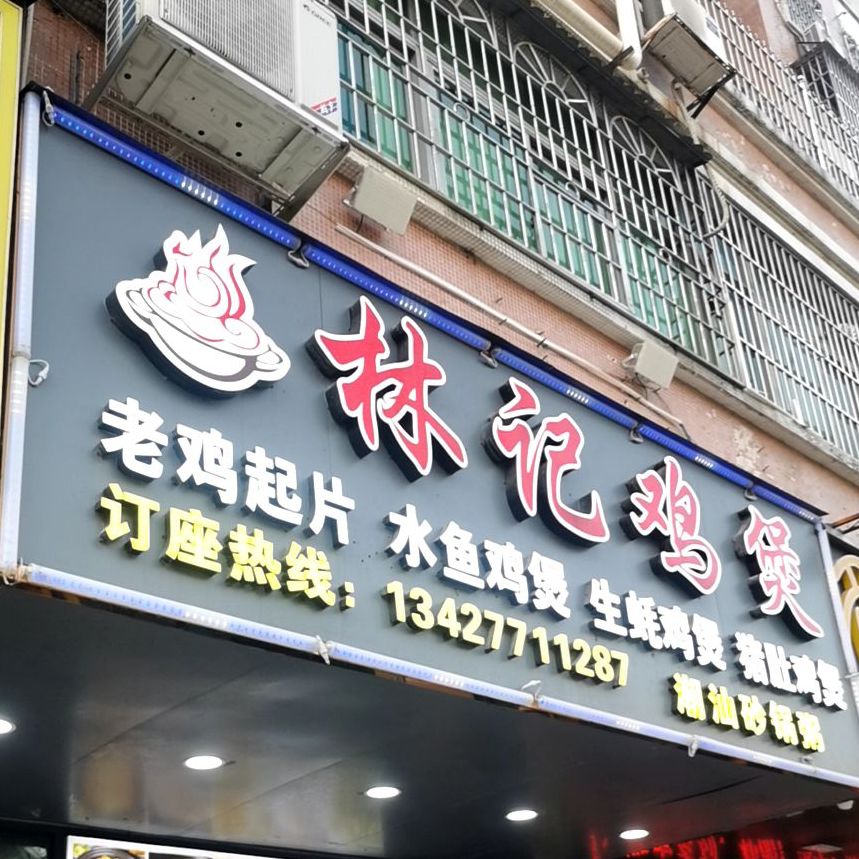 林记鸡煲
老鸡起片 水鱼鸡煲 生蚝鸡煲 猪肚鸡煲
订座热线：13427711287 潮汕砂锅粥